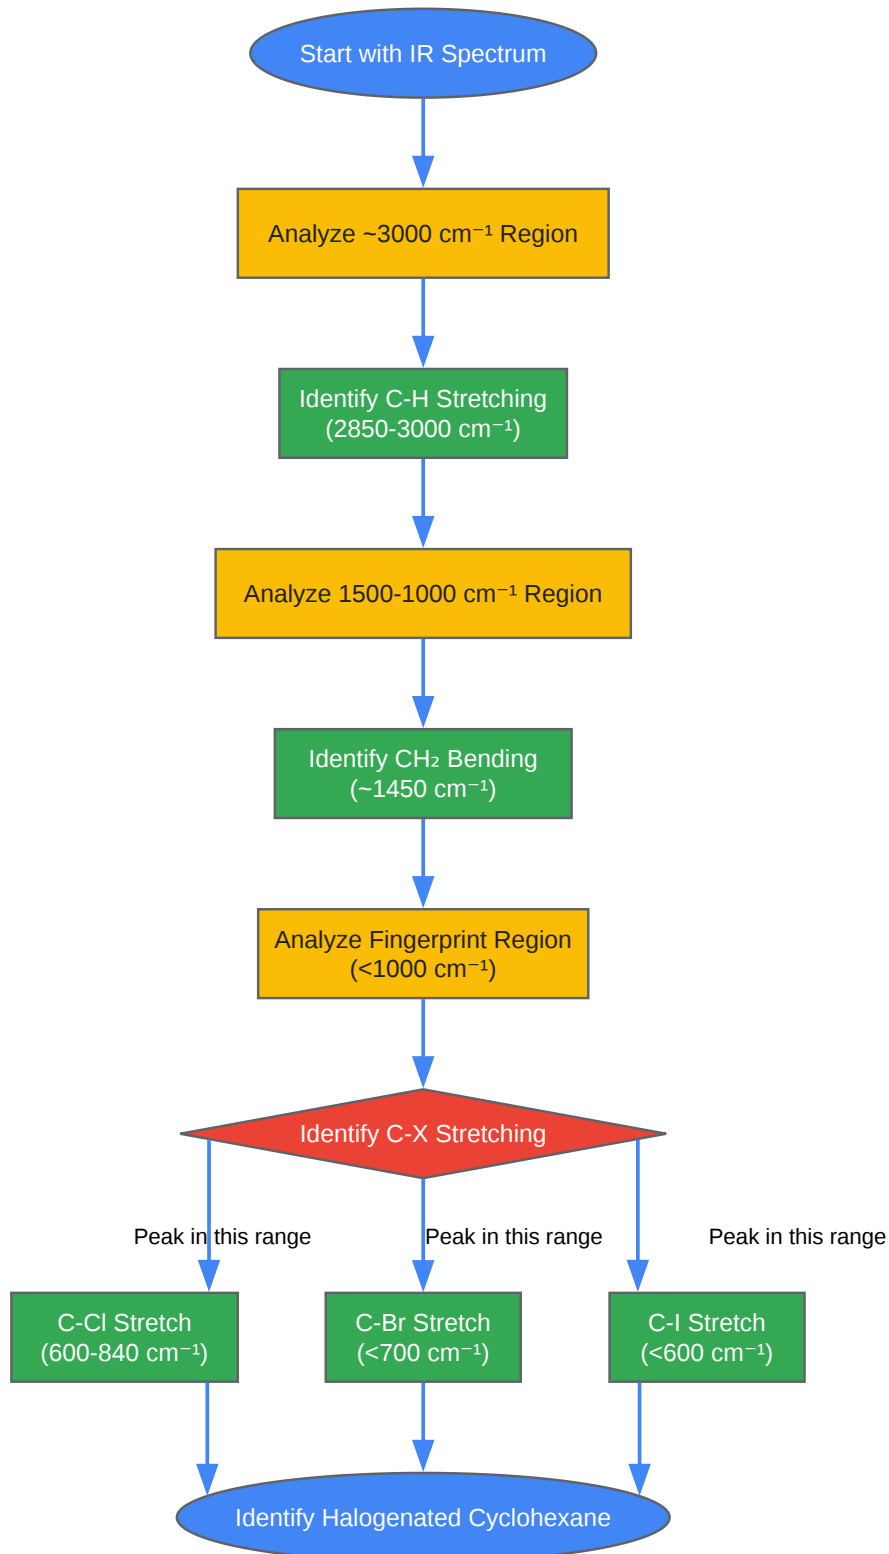 Start with IR Spectrum
Analyze ~3000 cm⁻¹ Region
Identify C-H Stretching
(2850-3000 cm⁻¹)
Analyze 1500-1000 cm⁻¹ Region
Identify CH₂ Bending
(~1450 cm⁻¹)
Analyze Fingerprint Region
(<1000 cm⁻¹)
Identify C-X Stretching
Peak in this range
Peak in this range
Peak in this range
C-Cl Stretch
(600-840 cm⁻¹)
C-Br Stretch
(<700 cm⁻¹)
C-I Stretch
(<600 cm⁻¹)
Identify Halogenated Cyclohexane